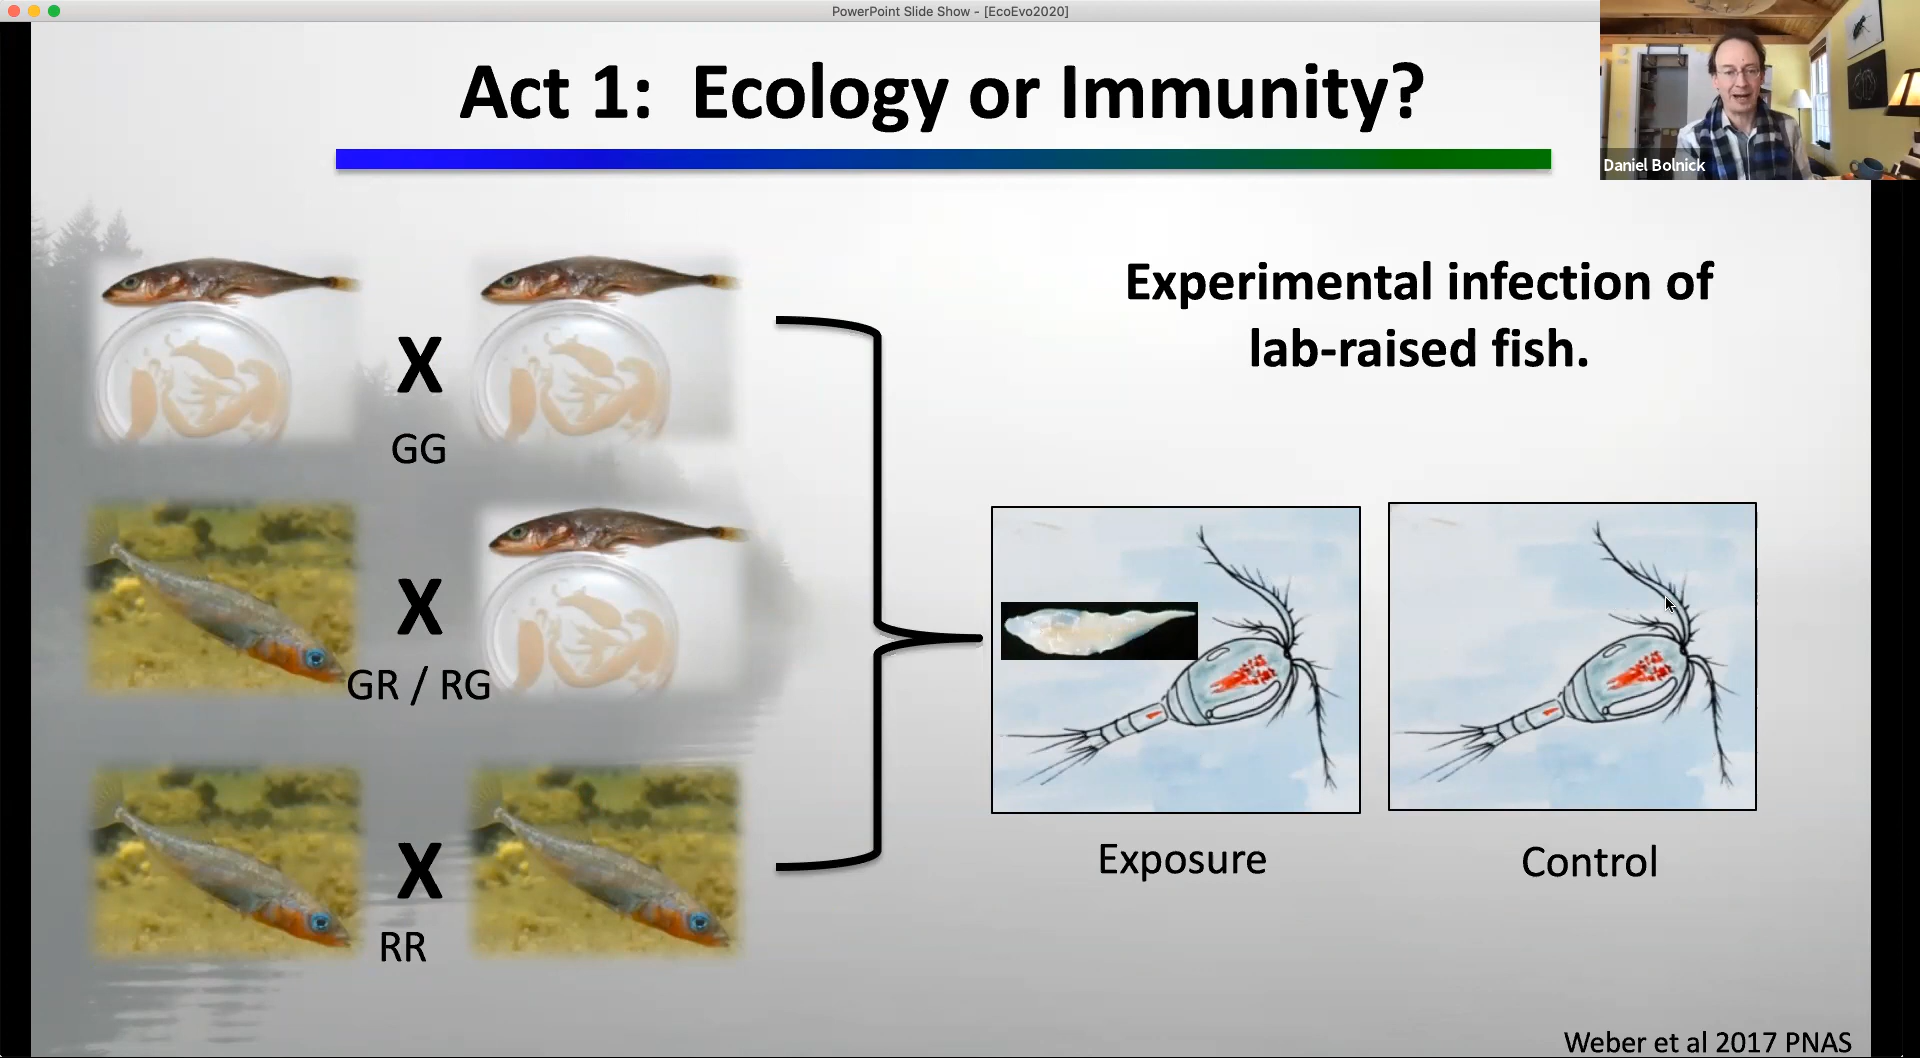 PowerPoint Slide Show - [EcoEvo2020]
Act 1: Ecology or Immunity?
Daniel Bolnick
Experimental infection of
lab-raised fish.
X
GG
X
GR / RG
X
RR
Exposure
Control
Weber et al 2017 PNAS